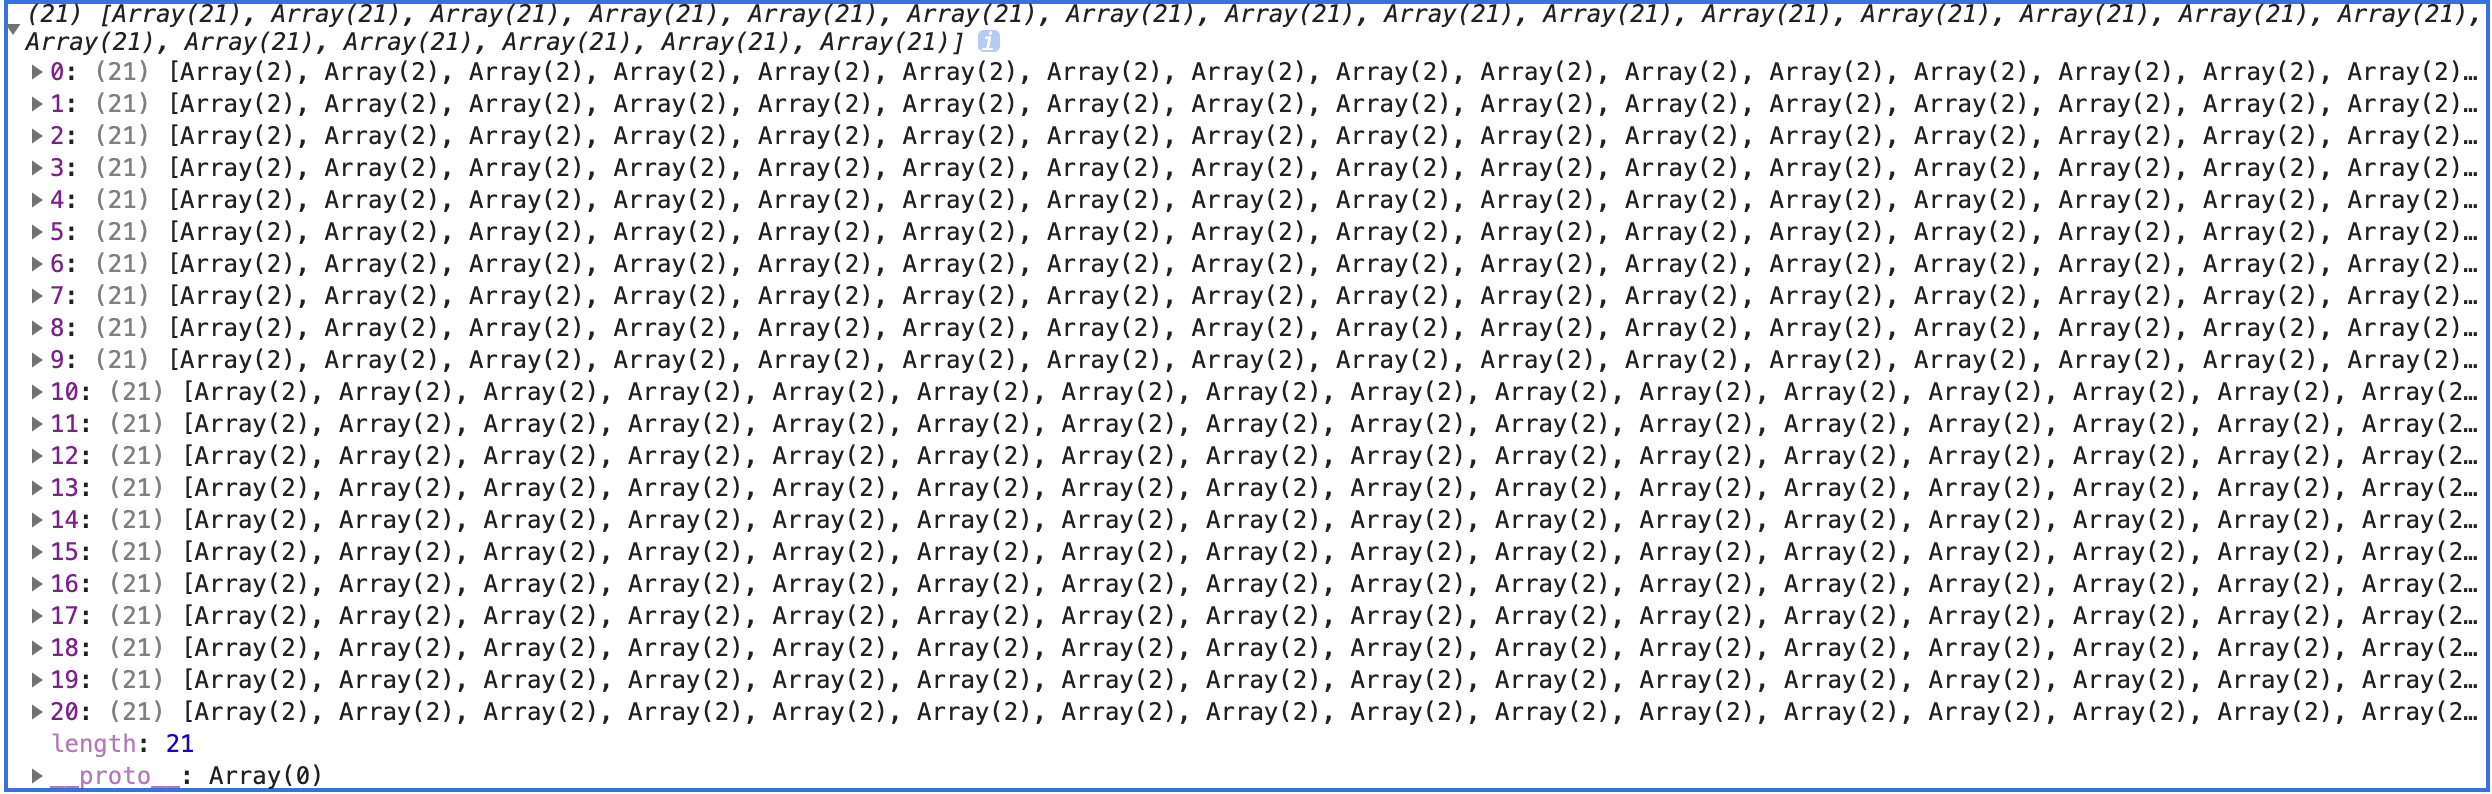 (21) [Array(21), Array(21), Array(21), Array(21), Array(21), Array(21), Array(21), Array(21), Array(21), Array(21), Array(21), Array(21), Array(21), Array(21), Array(21),
Array(21), Array(21), Array(21), Array(21), Array(21), Array(21)] i
0: (21) [Array(2), Array(2), Array(2), Array(2), Array(2), Array(2), Array(2), Array(2), Array(2), Array(2), Array(2), Array(2), Array(2), Array(2), Array(2), Array(2)…
1: (21) [Array(2), Array(2), Array(2), Array(2), Array(2), Array(2), Array(2), Array(2), Array(2), Array(2), Array(2), Array(2), Array(2), Array(2), Array(2), Array(2)…
2: (21) [Array(2), Array(2), Array(2), Array(2), Array(2), Array(2), Array(2), Array(2), Array(2), Array(2), Array(2), Array(2), Array(2), Array(2), Array(2), Array(2)…
3: (21) [Array(2), Array(2), Array(2), Array(2), Array(2), Array(2), Array(2), Array(2), Array(2), Array(2), Array(2), Array(2), Array(2), Array(2), Array(2), Array(2)…
4: (21) [Array(2), Array(2), Array(2), Array(2), Array(2), Array(2), Array(2), Array(2), Array(2), Array(2), Array(2), Array(2), Array(2), Array(2), Array(2), Array(2)…
5: (21) [Array(2), Array(2), Array(2), Array(2), Array(2), Array(2), Array(2), Array(2), Array(2), Array(2), Array(2), Array(2), Array(2), Array(2), Array(2), Array(2)…
6: (21) [Array(2), Array(2), Array(2), Array(2), Array(2), Array(2), Array(2), Array(2), Array(2), Array(2), Array(2), Array(2), Array(2), Array(2), Array(2), Array(2)…
7: (21) [Array(2), Array(2), Array(2), Array(2), Array(2), Array(2), Array(2), Array(2), Array(2), Array(2), Array(2), Array(2), Array(2), Array(2), Array(2), Array(2)…
8: (21) [Array(2), Array(2), Array(2), Array(2), Array(2), Array(2), Array(2), Array(2), Array(2), Array(2), Array(2), Array(2), Array(2), Array(2), Array(2), Array(2)…
9: (21) [Array(2), Array(2), Array(2), Array(2), Array(2), Array(2), Array(2), Array(2), Array(2), Array(2), Array(2), Array(2), Array(2), Array(2), Array(2), Array(2)…
10: (21) [Array(2), Array(2), Array(2), Array(2), Array(2), Array(2), Array(2), Array(2), Array(2), Array(2), Array(2), Array(2), Array(2), Array(2), Array(2), Array(2…
11: (21) [Array(2), Array(2), Array(2), Array(2), Array(2), Array(2), Array(2), Array(2), Array(2), Array(2), Array(2), Array(2), Array(2), Array(2), Array(2), Array(2…
12: (21) [Array(2), Array(2), Array(2), Array(2), Array(2), Array(2), Array(2), Array(2), Array(2), Array(2), Array(2), Array(2), Array(2), Array(2), Array(2), Array(2…
13: (21) [Array(2), Array(2), Array(2), Array(2), Array(2), Array(2), Array(2), Array(2), Array(2), Array(2), Array(2), Array(2), Array(2), Array(2), Array(2), Array(2…
14: (21) [Array(2), Array(2), Array(2), Array(2), Array(2), Array(2), Array(2), Array(2), Array(2), Array(2), Array(2), Array(2), Array(2), Array(2), Array(2), Array(2…
15: (21) [Array(2), Array(2), Array(2), Array(2), Array(2), Array(2), Array(2), Array(2), Array(2), Array(2), Array(2), Array(2), Array(2), Array(2), Array(2), Array(2…
16: (21) [Array(2), Array(2), Array(2), Array(2), Array(2), Array(2), Array(2), Array(2), Array(2), Array(2), Array(2), Array(2), Array(2), Array(2), Array(2), Array(2…
17: (21) [Array(2), Array(2), Array(2), Array(2), Array(2), Array(2), Array(2), Array(2), Array(2), Array(2), Array(2), Array(2), Array(2), Array(2), Array(2), Array(2…
18: (21) [Array(2), Array(2), Array(2), Array(2), Array(2), Array(2), Array(2), Array(2), Array(2), Array(2), Array(2), Array(2), Array(2), Array(2), Array(2), Array(2…
19: (21) [Array(2), Array(2), Array(2), Array(2), Array(2), Array(2), Array(2), Array(2), Array(2), Array(2), Array(2), Array(2), Array(2), Array(2), Array(2), Array(2…
20: (21) [Array(2), Array(2), Array(2), Array(2), Array(2), Array(2), Array(2), Array(2), Array(2), Array(2), Array(2), Array(2), Array(2), Array(2), Array(2), Array(2…
length: 21
__proto__: Array(0)